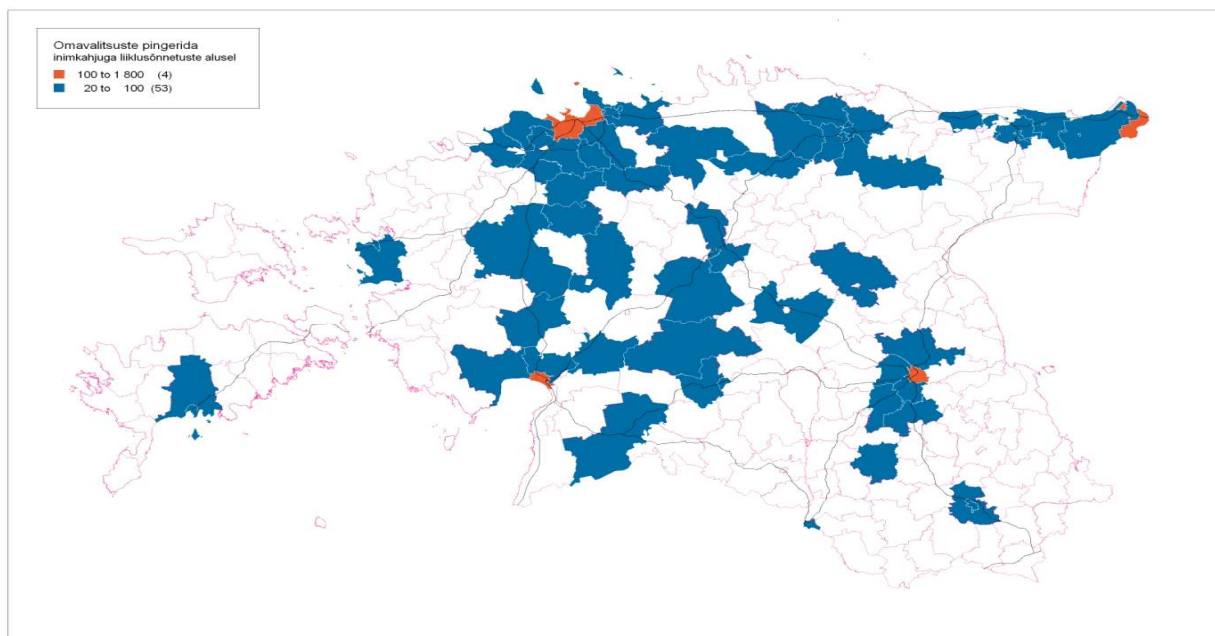 Omavalitsuste pingerida
inimkahjuga liiklusõnnetuste alusel
100 to 1 800 (4)
20 to 100 (53)